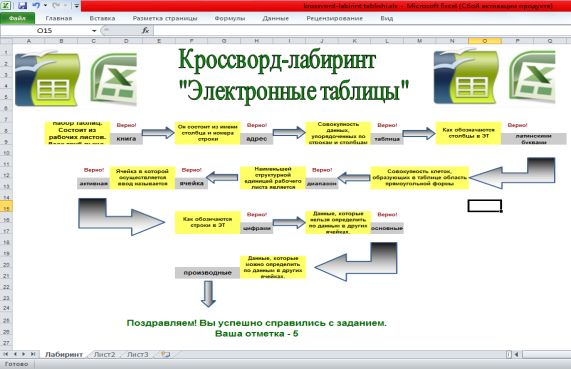 krossvord-labirint tablishi.xls - Microsoft Excel (Сбой активации продукта)
Файл Главная Вставка Разметка страницы Формулы Данные Рецензирование Вид
O15 fx
A B C D E F G H I J K L M N O P Q
Кроссворд-лабиринт
"Электронные таблицы"
Набор таблиц.
Состоит из
рабочих листов.
Верно!
книга
Он состоит из имени
столбца и номера
строки
Верно!
адрес
Совокупность
данных,
упорядоченных по
строкам и столбцам
Верно!
таблица
Как обозначаются
столбцы в ЭТ
Верно!
латинскими
буквами
Верно!
активная
Ячейка в которой
осуществляется
ввод называется
Верно!
ячейка
Наименьшей
структурной
единицей рабочего
листа является
Верно!
диапазон
Совокупность клеток,
образующих в таблице область
прямоугольной формы
Как обозначаются
строки в ЭТ
Верно!
цифрами
Данные, которые
нельзя определить
по данным в других
ячейках.
Верно!
основные
производные
Данные, которые
можно определить
по данным в других
ячейках.
Поздравляем! Вы успешно справились с заданием.
Ваша отметка - 5
Лабиринт Лист2 Лист3
Готово